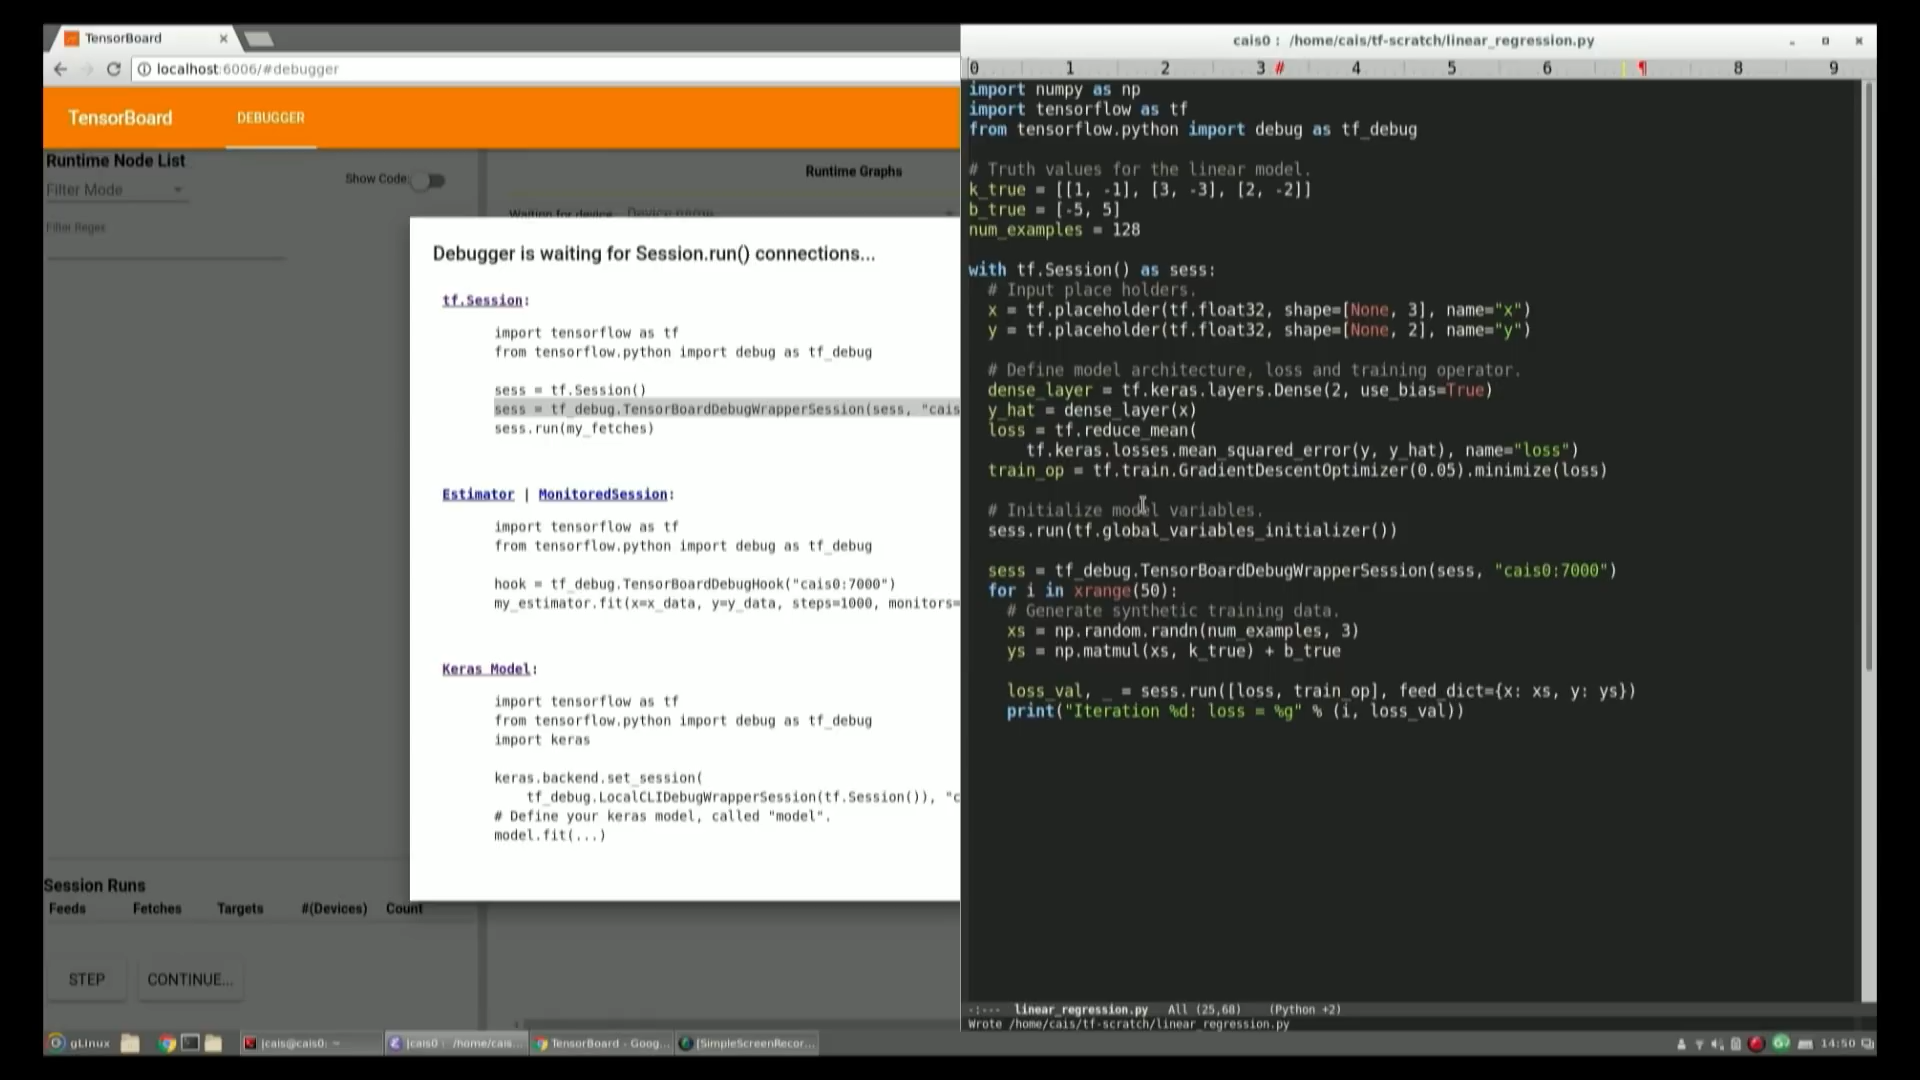 TensorBoard
localhost:6006/#debugger
TensorBoard
DEBUGGER
Runtime Node List
Filter Mode
Show Code:
Filter Regex
Runtime Graphs
Waiting for device
Device name
Debugger is waiting for Session.run() connections...
tf.Session:
import tensorflow as tf
from tensorflow.python import debug as tf_debug
sess = tf.Session()
sess = tf_debug.TensorBoardDebugWrapperSession(sess, "cais
sess.run(my_fetches)
Estimator | MonitoredSession:
import tensorflow as tf
from tensorflow.python import debug as tf_debug
hook = tf_debug.TensorBoardDebugHook("cais0:7000")
my_estimator.fit(x=x_data, y=y_data, steps=1000, monitors=
Keras Model:
import tensorflow as tf
from tensorflow.python import debug as tf_debug
import keras
keras.backend.set_session(
tf_debug.LocalCLIDebugWrapperSession(tf.Session()), "c
# Define your keras model, called "model".
model.fit(...)
Session Runs
Feeds Fetches Targets #(Devices) Count
STEP CONTINUE...
cais0 : /home/cais/tf-scratch/linear_regression.py
0 1 2 3 # 4 5 6 ¶ 8 9
import numpy as np
import tensorflow as tf
from tensorflow.python import debug as tf_debug
# Truth values for the linear model.
k_true = [[1, -1], [3, -3], [2, -2]]
b_true = [-5, 5]
num_examples = 128
with tf.Session() as sess:
# Input place holders.
x = tf.placeholder(tf.float32, shape=[None, 3], name="x")
y = tf.placeholder(tf.float32, shape=[None, 2], name="y")
# Define model architecture, loss and training operator.
dense_layer = tf.keras.layers.Dense(2, use_bias=True)
y_hat = dense_layer(x)
loss = tf.reduce_mean(
tf.keras.losses.mean_squared_error(y, y_hat), name="loss")
train_op = tf.train.GradientDescentOptimizer(0.05).minimize(loss)
# Initialize model variables.
sess.run(tf.global_variables_initializer())
sess = tf_debug.TensorBoardDebugWrapperSession(sess, "cais0:7000")
for i in xrange(50):
# Generate synthetic training data.
xs = np.random.randn(num_examples, 3)
ys = np.matmul(xs, k_true) + b_true
loss_val, _ = sess.run([loss, train_op], feed_dict={x: xs, y: ys})
print("Iteration %d: loss = %g" % (i, loss_val))
-:--- linear_regression.py All (25,68) (Python +2)
Wrote /home/cais/tf-scratch/linear_regression.py
gLinux
[cais@cais0: ~
[cais0 : /home/cais...
TensorBoard - Goog...
[SimpleScreenRecor...
14:50